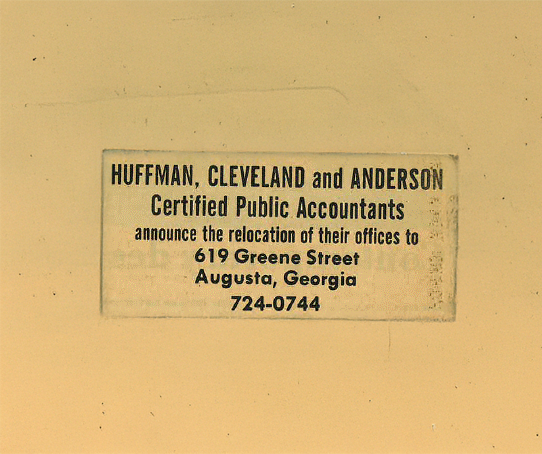 HUFFMAN, CLEVELAND and ANDERSON
Certified Public Accountants
announce the relocation of their offices to
619 Greene Street
Augusta, Georgia
724-0744